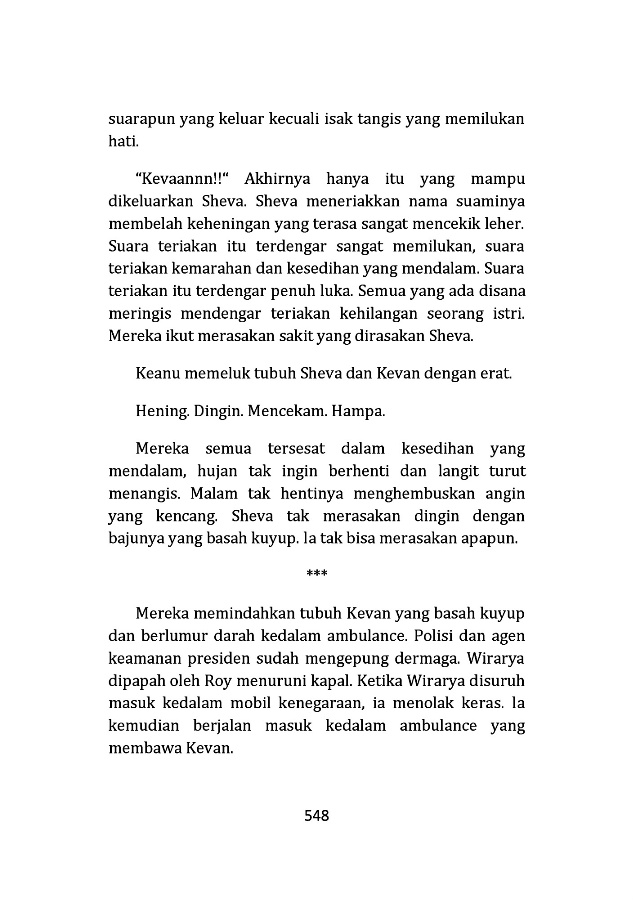 suarapun yang keluar kecuali isak tangis yang memilukan
hati.
“Kevaannn!!“ Akhirnya hanya itu yang mampu
dikeluarkan Sheva. Sheva meneriakkan nama suaminya
membelah keheningan yang terasa sangat mencekik leher.
Suara teriakan itu terdengar sangat memilukan, suara
teriakan kemarahan dan kesedihan yang mendalam. Suara
teriakan itu terdengar penuh luka. Semua yang ada disana
meringis mendengar teriakan kehilangan seorang istri.
Mereka ikut merasakan sakit yang dirasakan Sheva.
Keanu memeluk tubuh Sheva dan Kevan dengan erat.
Hening. Dingin. Mencekam. Hampa.
Mereka semua tersesat dalam kesedihan yang
mendalam, hujan tak ingin berhenti dan langit turut
menangis. Malam tak hentinya menghembuskan angin
yang kencang. Sheva tak merasakan dingin dengan
bajunya yang basah kuyup. la tak bisa merasakan apapun.
***
Mereka memindahkan tubuh Kevan yang basah kuyup
dan berlumur darah kedalam ambulance. Polisi dan agen
keamanan presiden sudah mengepung dermaga. Wirarya
dipapah oleh Roy menuruni kapal. Ketika Wirarya disuruh
masuk kedalam mobil kenegaraan, ia menolak keras. la
kemudian berjalan masuk kedalam ambulance yang
membawa Kevan.
548